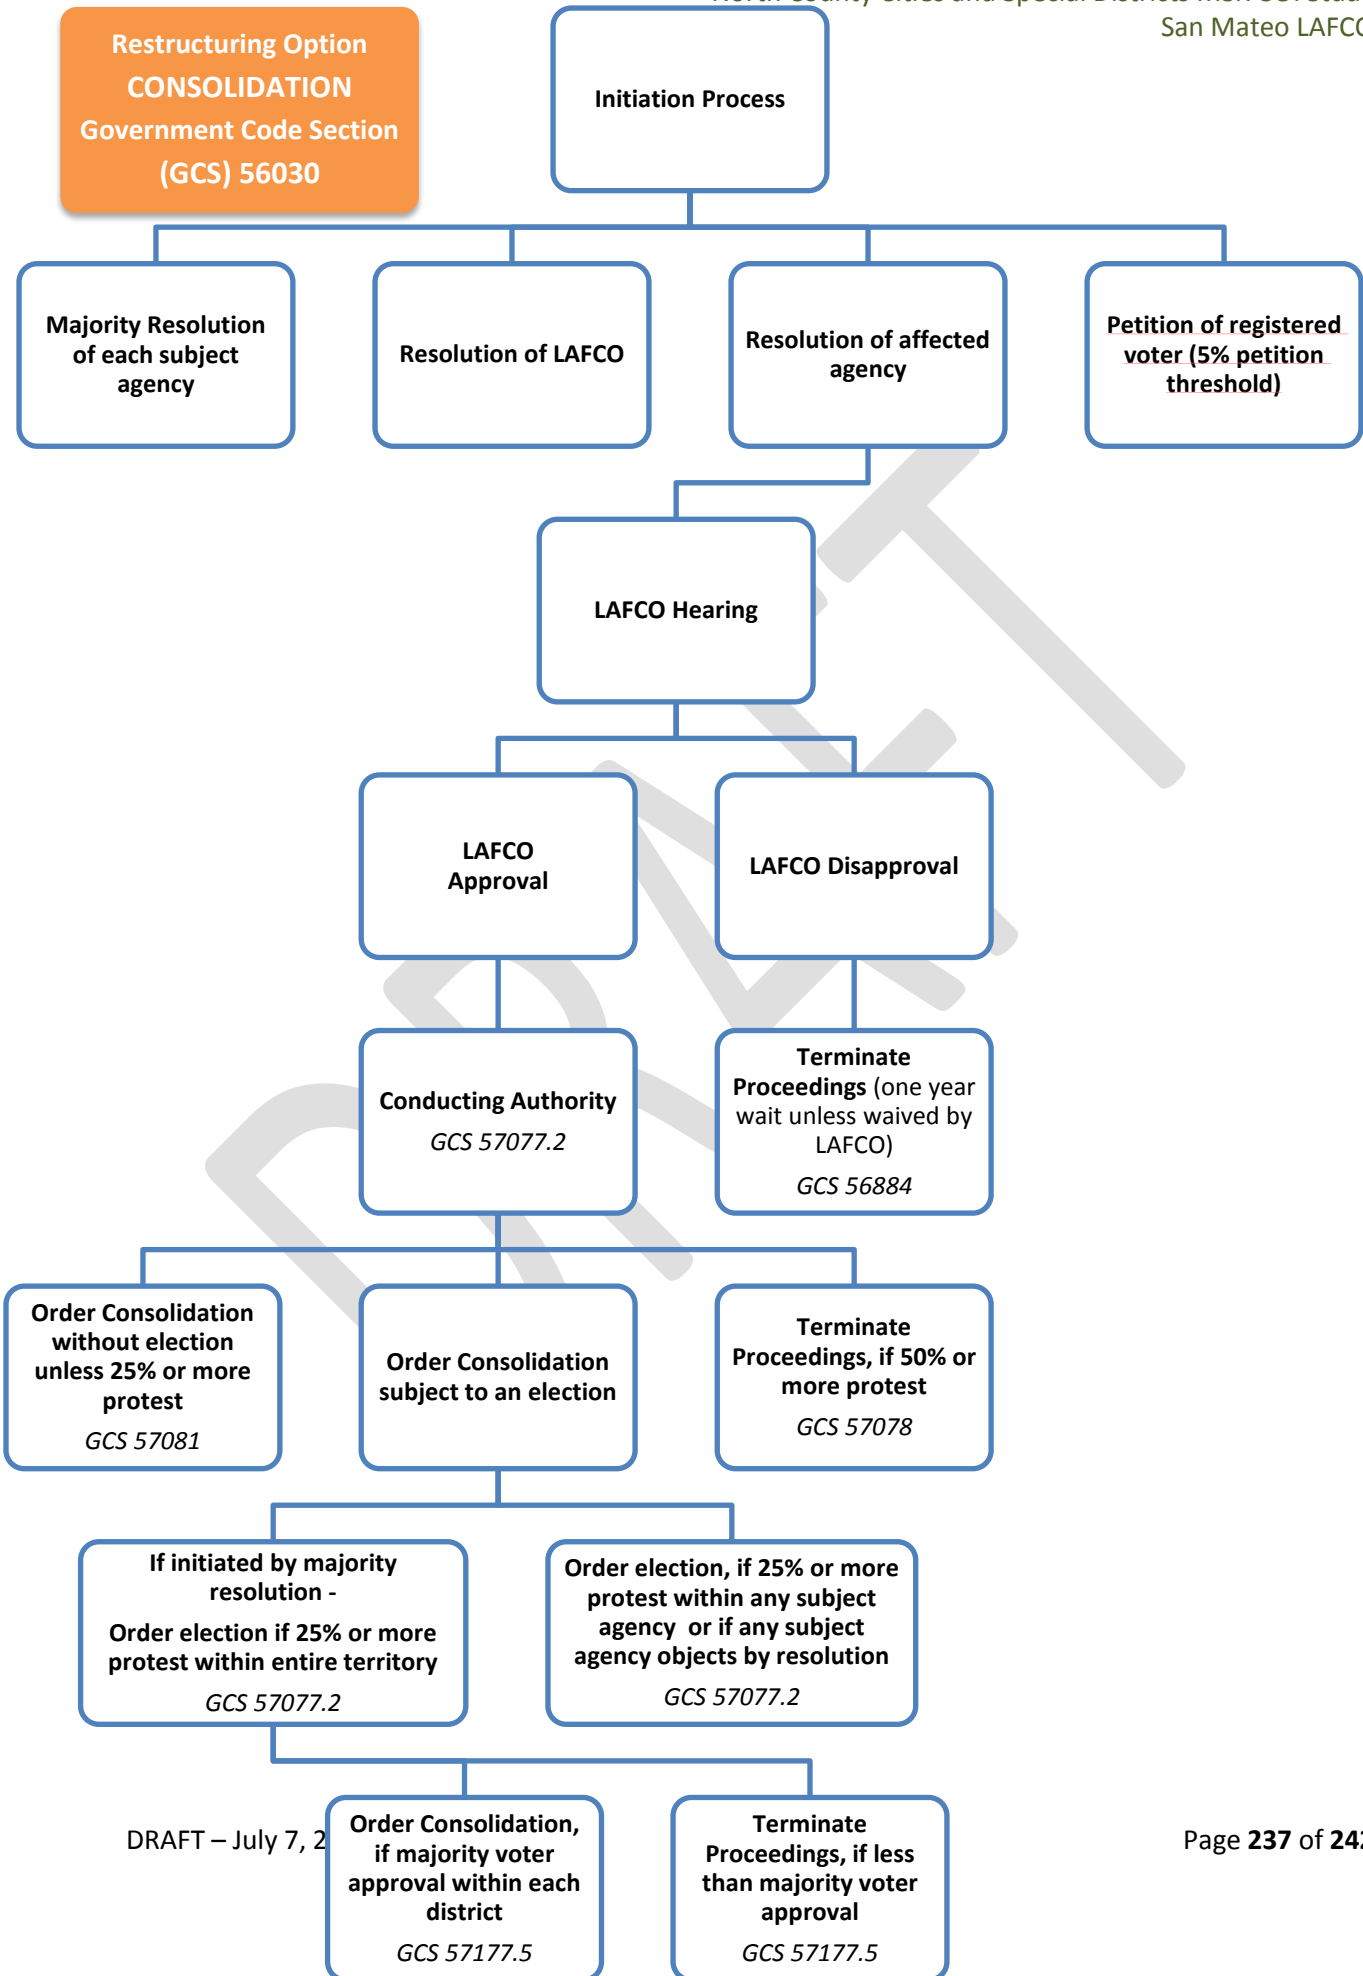 San Mateo LAFCO
Restructuring Option
CONSOLIDATION
Government Code Section
(GCS) 56030
Initiation Process
Majority Resolution
of each subject
agency
Resolution of LAFCO
Resolution of affected
agency
Petition of registered
voter (5% petition
threshold)
LAFCO Hearing
LAFCO
Approval
LAFCO Disapproval
Conducting Authority
GCS 57077.2
Terminate
Proceedings (one year
wait unless waived by
LAFCO)
GCS 56884
Order Consolidation
without election
unless 25% or more
protest
GCS 57081
Order Consolidation
subject to an election
Terminate
Proceedings, if 50% or
more protest
GCS 57078
If initiated by majority
resolution -
Order election if 25% or more
protest within entire territory
GCS 57077.2
Order election, if 25% or more
protest within any subject
agency or if any subject
agency objects by resolution
GCS 57077.2
Order Consolidation,
if majority voter
approval within each
district
GCS 57177.5
Terminate
Proceedings, if less
than majority voter
approval
GCS 57177.5
DRAFT – July 7, 2
Page 237 of 242
DRAFT